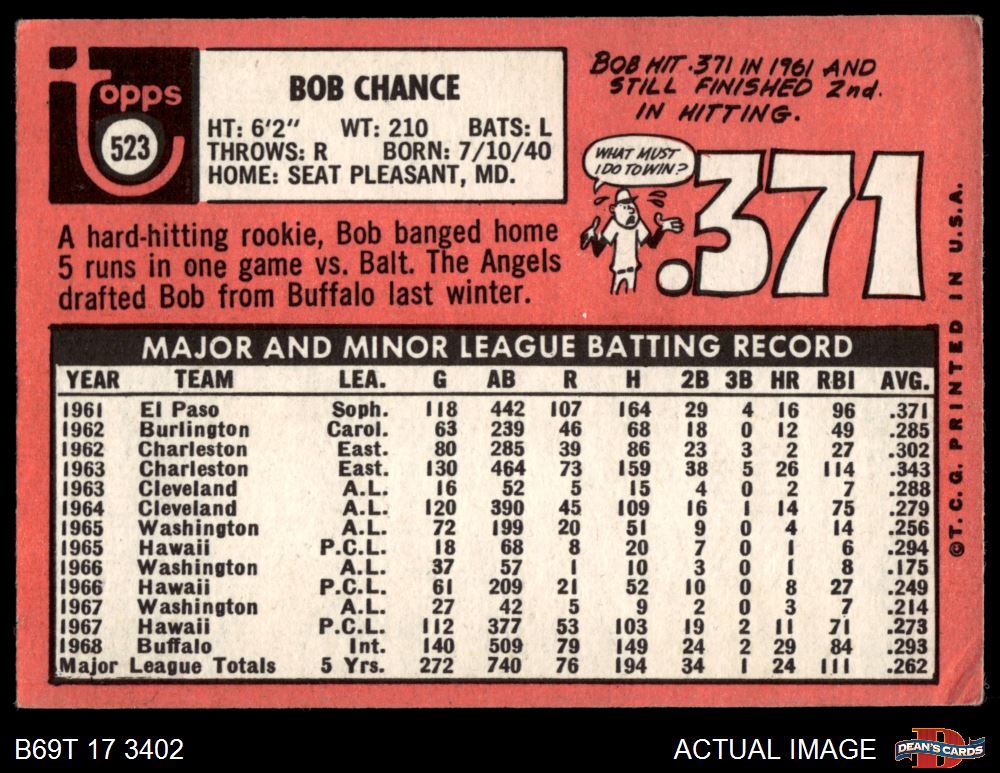 topps
523
BOB CHANCE
HT: 6'2" WT: 210 BATS: L
THROWS: R BORN: 7/10/40
HOME: SEAT PLEASANT, MD.
BOB HIT .371 IN 1961 AND
STILL FINISHED 2nd.
IN HITTING.
WHAT MUST
I DO TO WIN?
.371
A hard-hitting rookie, Bob banged home
5 runs in one game vs. Balt. The Angels
drafted Bob from Buffalo last winter.
MAJOR AND MINOR LEAGUE BATTING RECORD
YEAR TEAM LEA. G AB R H 2B 3B HR RBI AVG.
1961 El Paso Soph. 118 442 107 164 29 4 16 96 .371
1962 Burlington Carol. 63 239 46 68 18 0 12 49 .285
1962 Charleston East. 80 285 39 86 23 3 2 27 .302
1963 Charleston East. 130 464 73 159 38 5 26 114 .343
1963 Cleveland A.L. 16 52 5 15 4 0 2 7 .288
1964 Cleveland A.L. 120 390 45 109 16 1 14 75 .279
1965 Washington A.L. 72 199 20 51 9 0 4 14 .256
1965 Hawaii P.C.L. 18 68 8 20 7 0 1 6 .294
1966 Washington A.L. 37 57 1 10 3 0 1 8 .175
1966 Hawaii P.C.L. 61 209 21 52 10 0 8 27 .249
1967 Washington A.L. 27 42 5 9 2 0 3 7 .214
1967 Hawaii P.C.L. 112 377 53 103 19 2 11 71 .273
1968 Buffalo Int. 140 509 79 149 24 2 29 84 .293
Major League Totals 5 Yrs. 272 740 76 194 34 1 24 111 .262
©T.C.G. PRINTED IN U.S.A.
B69T 17 3402
ACTUAL IMAGE
D
DEAN'S CARDS